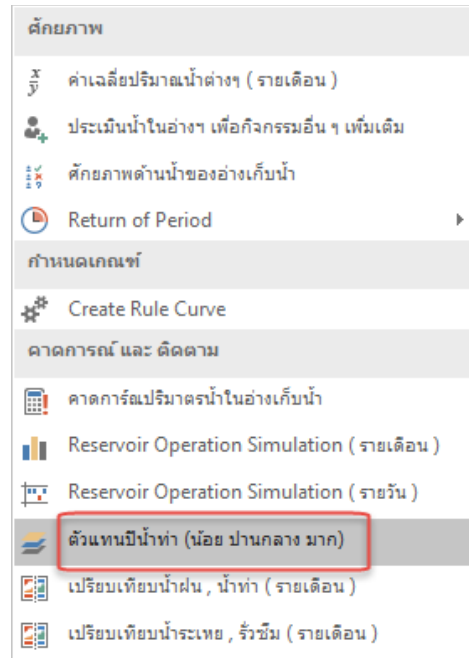 ศักยภาพ
ค่าเฉลี่ยปริมาณน้ำต่างๆ ( รายเดือน )
ประเมินน้ำในอ่างฯ เพื่อกิจกรรมอื่น ๆ เพิ่มเติม
ศักยภาพด้านน้ำของอ่างเก็บน้ำ
Return of Period
กำหนดเกณฑ์
Create Rule Curve
คาดการณ์ และ ติดตาม
คาดการ์ณปริมาตรน้ำในอ่างเก็บน้ำ
Reservoir Operation Simulation ( รายเดือน )
Reservoir Operation Simulation ( รายวัน )
ตัวแทนปีน้ำท่า (น้อย ปานกลาง มาก)
เปรียบเทียบน้ำฝน , น้ำท่า ( รายเดือน )
เปรียบเทียบน้ำระเหย , รั่วซึม ( รายเดือน )